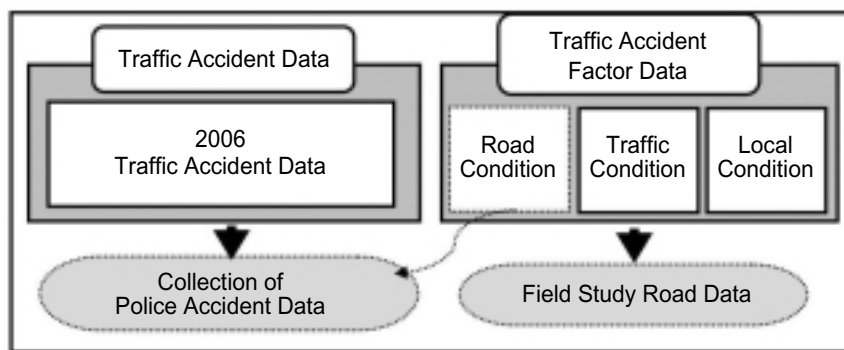 Traffic Accident Data
2006
Traffic Accident Data
Collection of
Police Accident Data
Traffic Accident
Factor Data
Road
Condition
Traffic
Condition
Local
Condition
Field Study Road Data